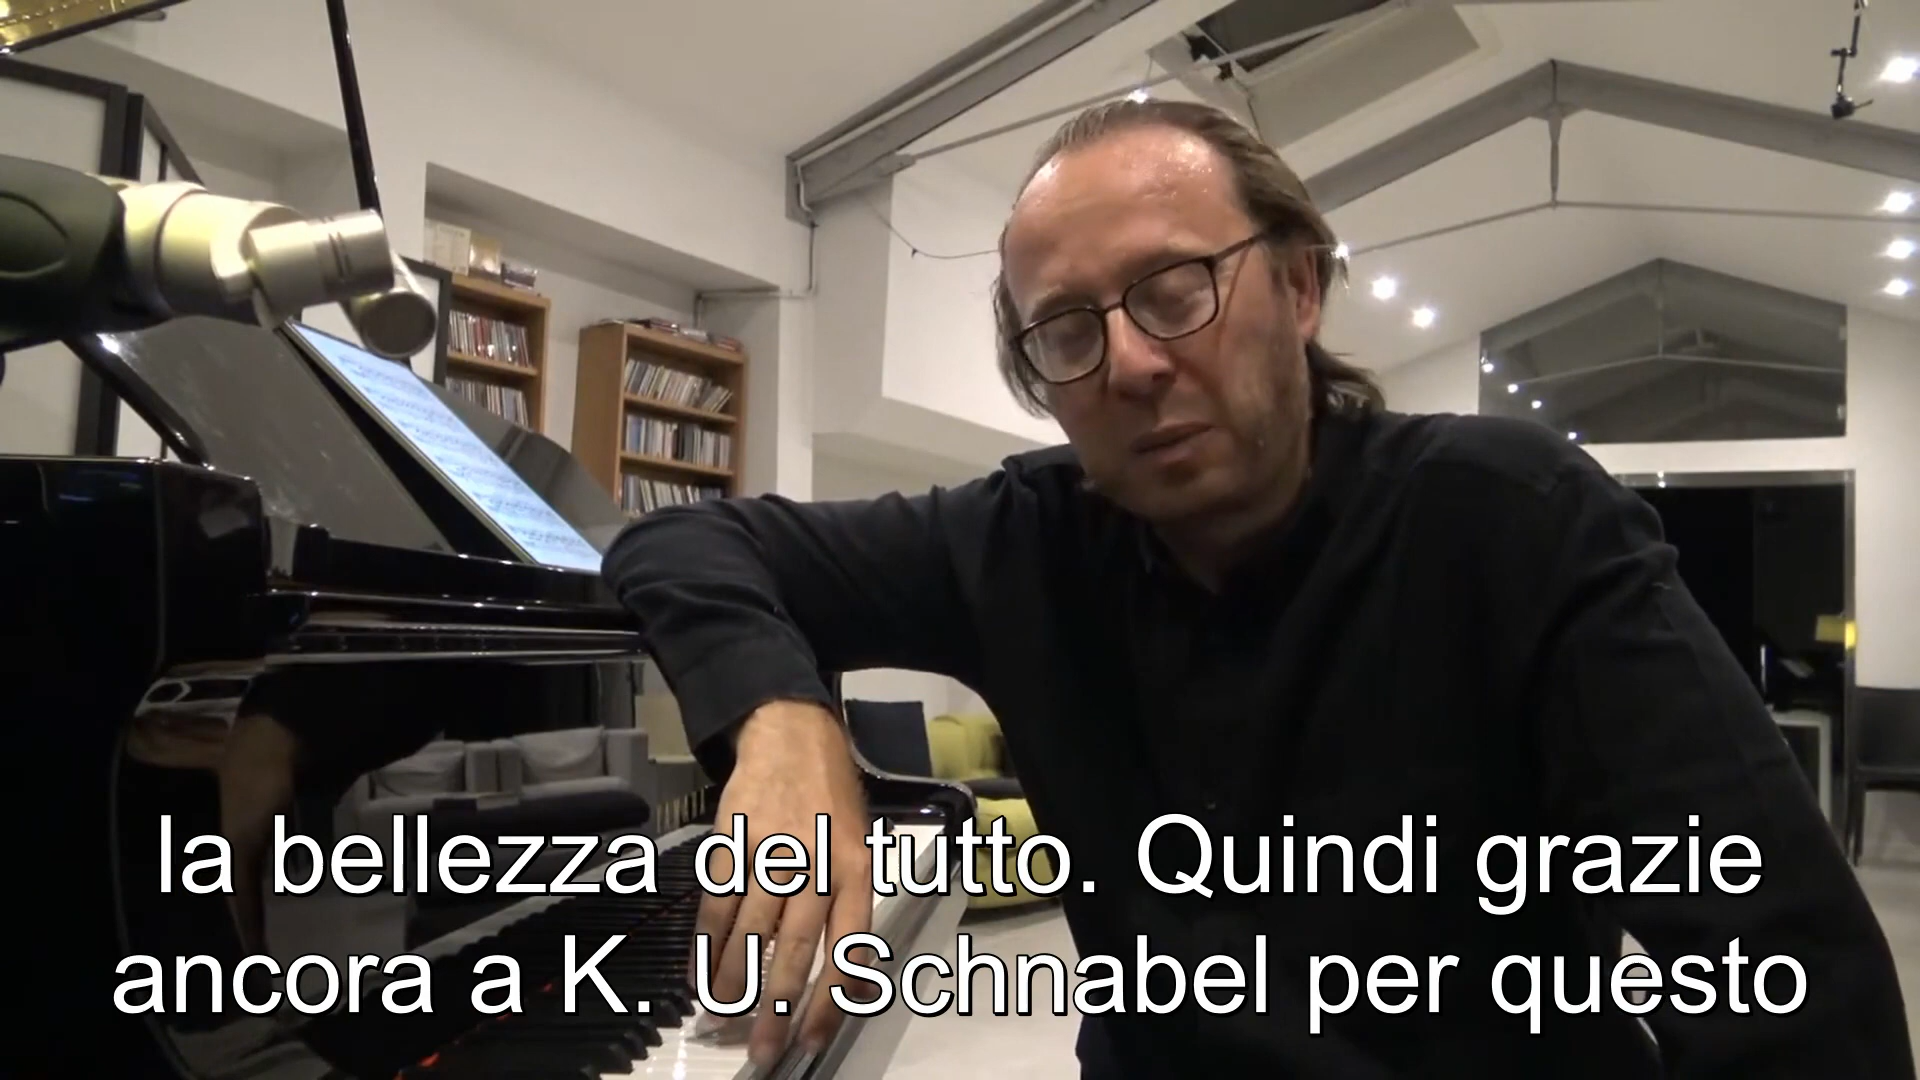 la bellezza del tutto. Quindi grazie
ancora a K. U. Schnabel per questo